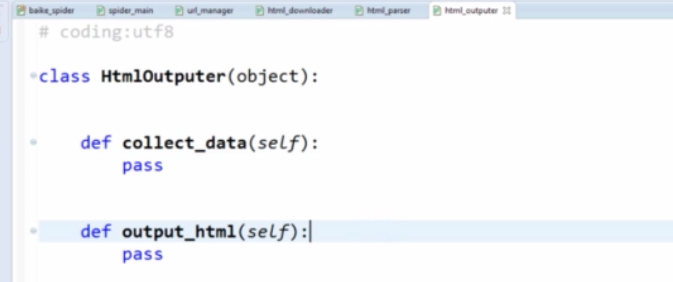 baike_spider spider_main url_manager html_downloader html_parser html_outputer
# coding:utf8
class HtmlOutputer(object):
def collect_data(self):
pass
def output_html(self):
pass